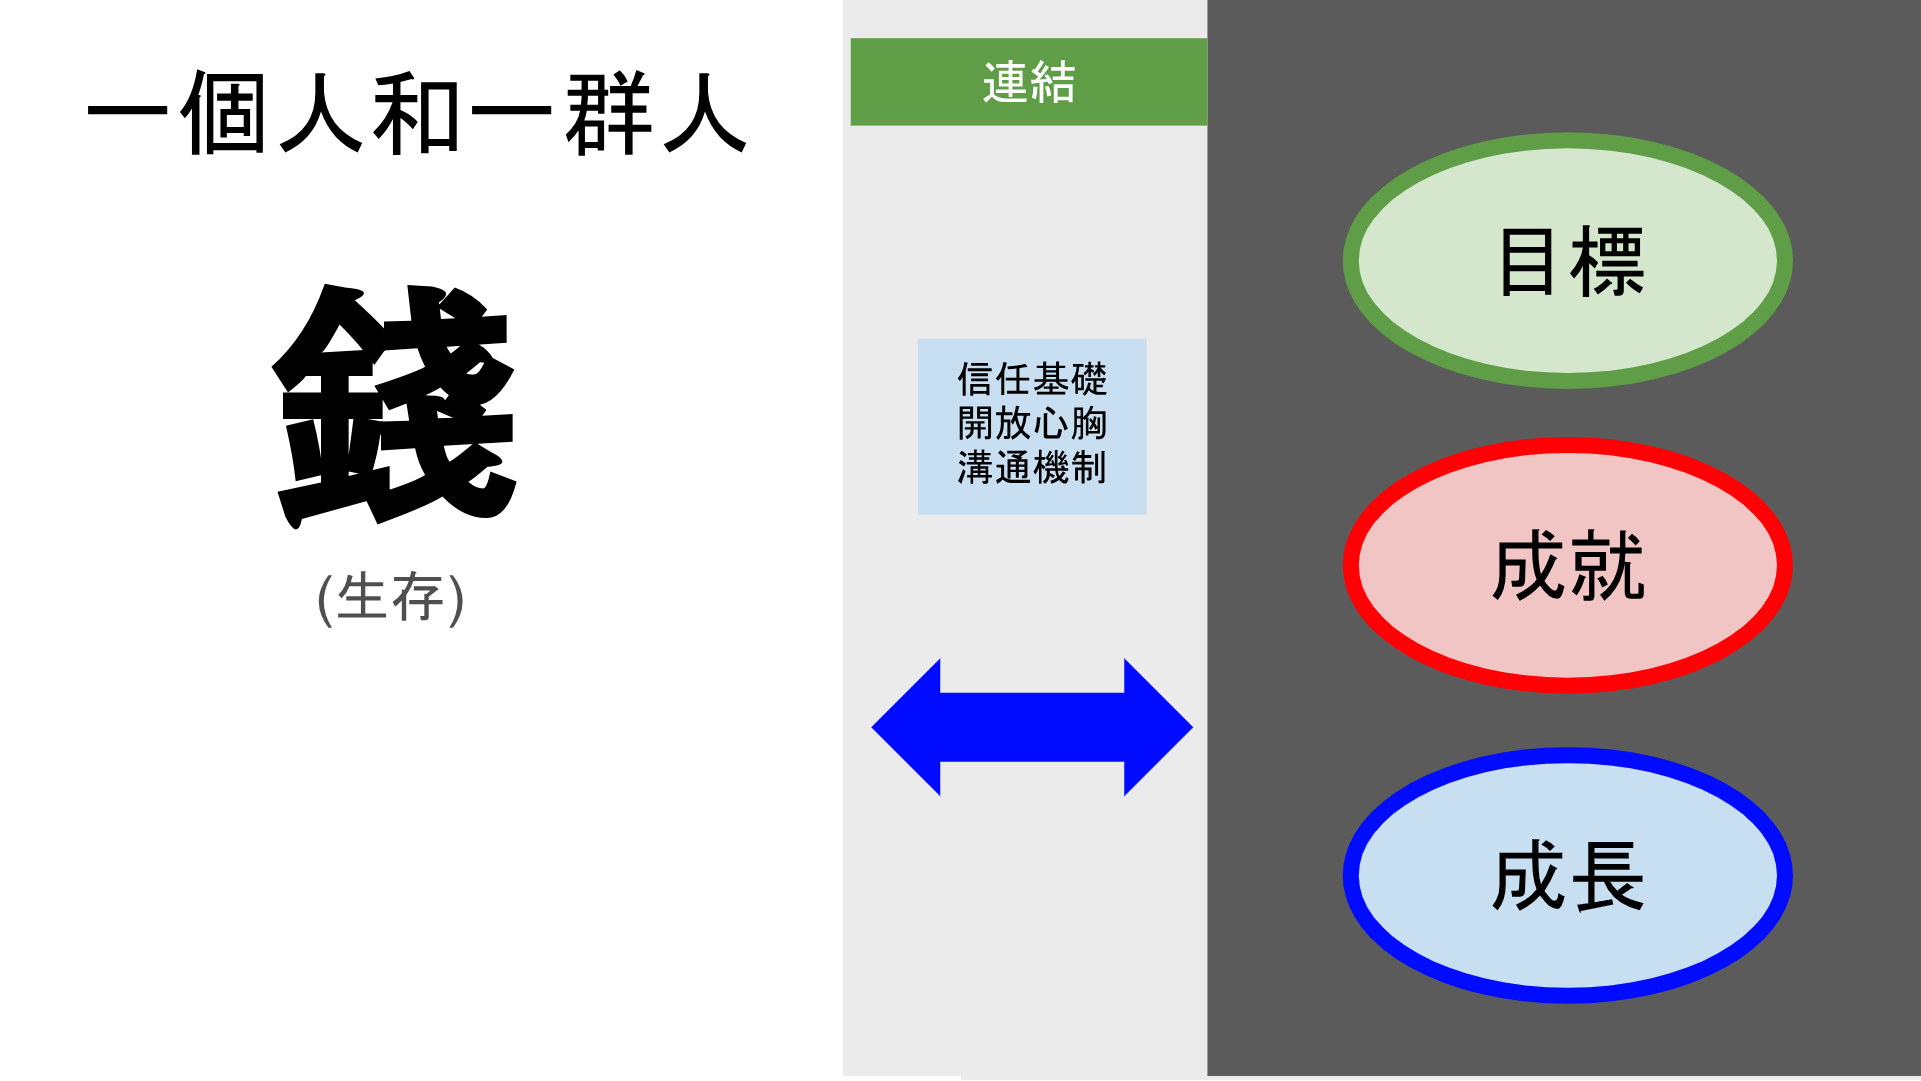 一個人和一群人
錢
(生存)
連結
信任基礎
開放心胸
溝通機制
目標
成就
成長